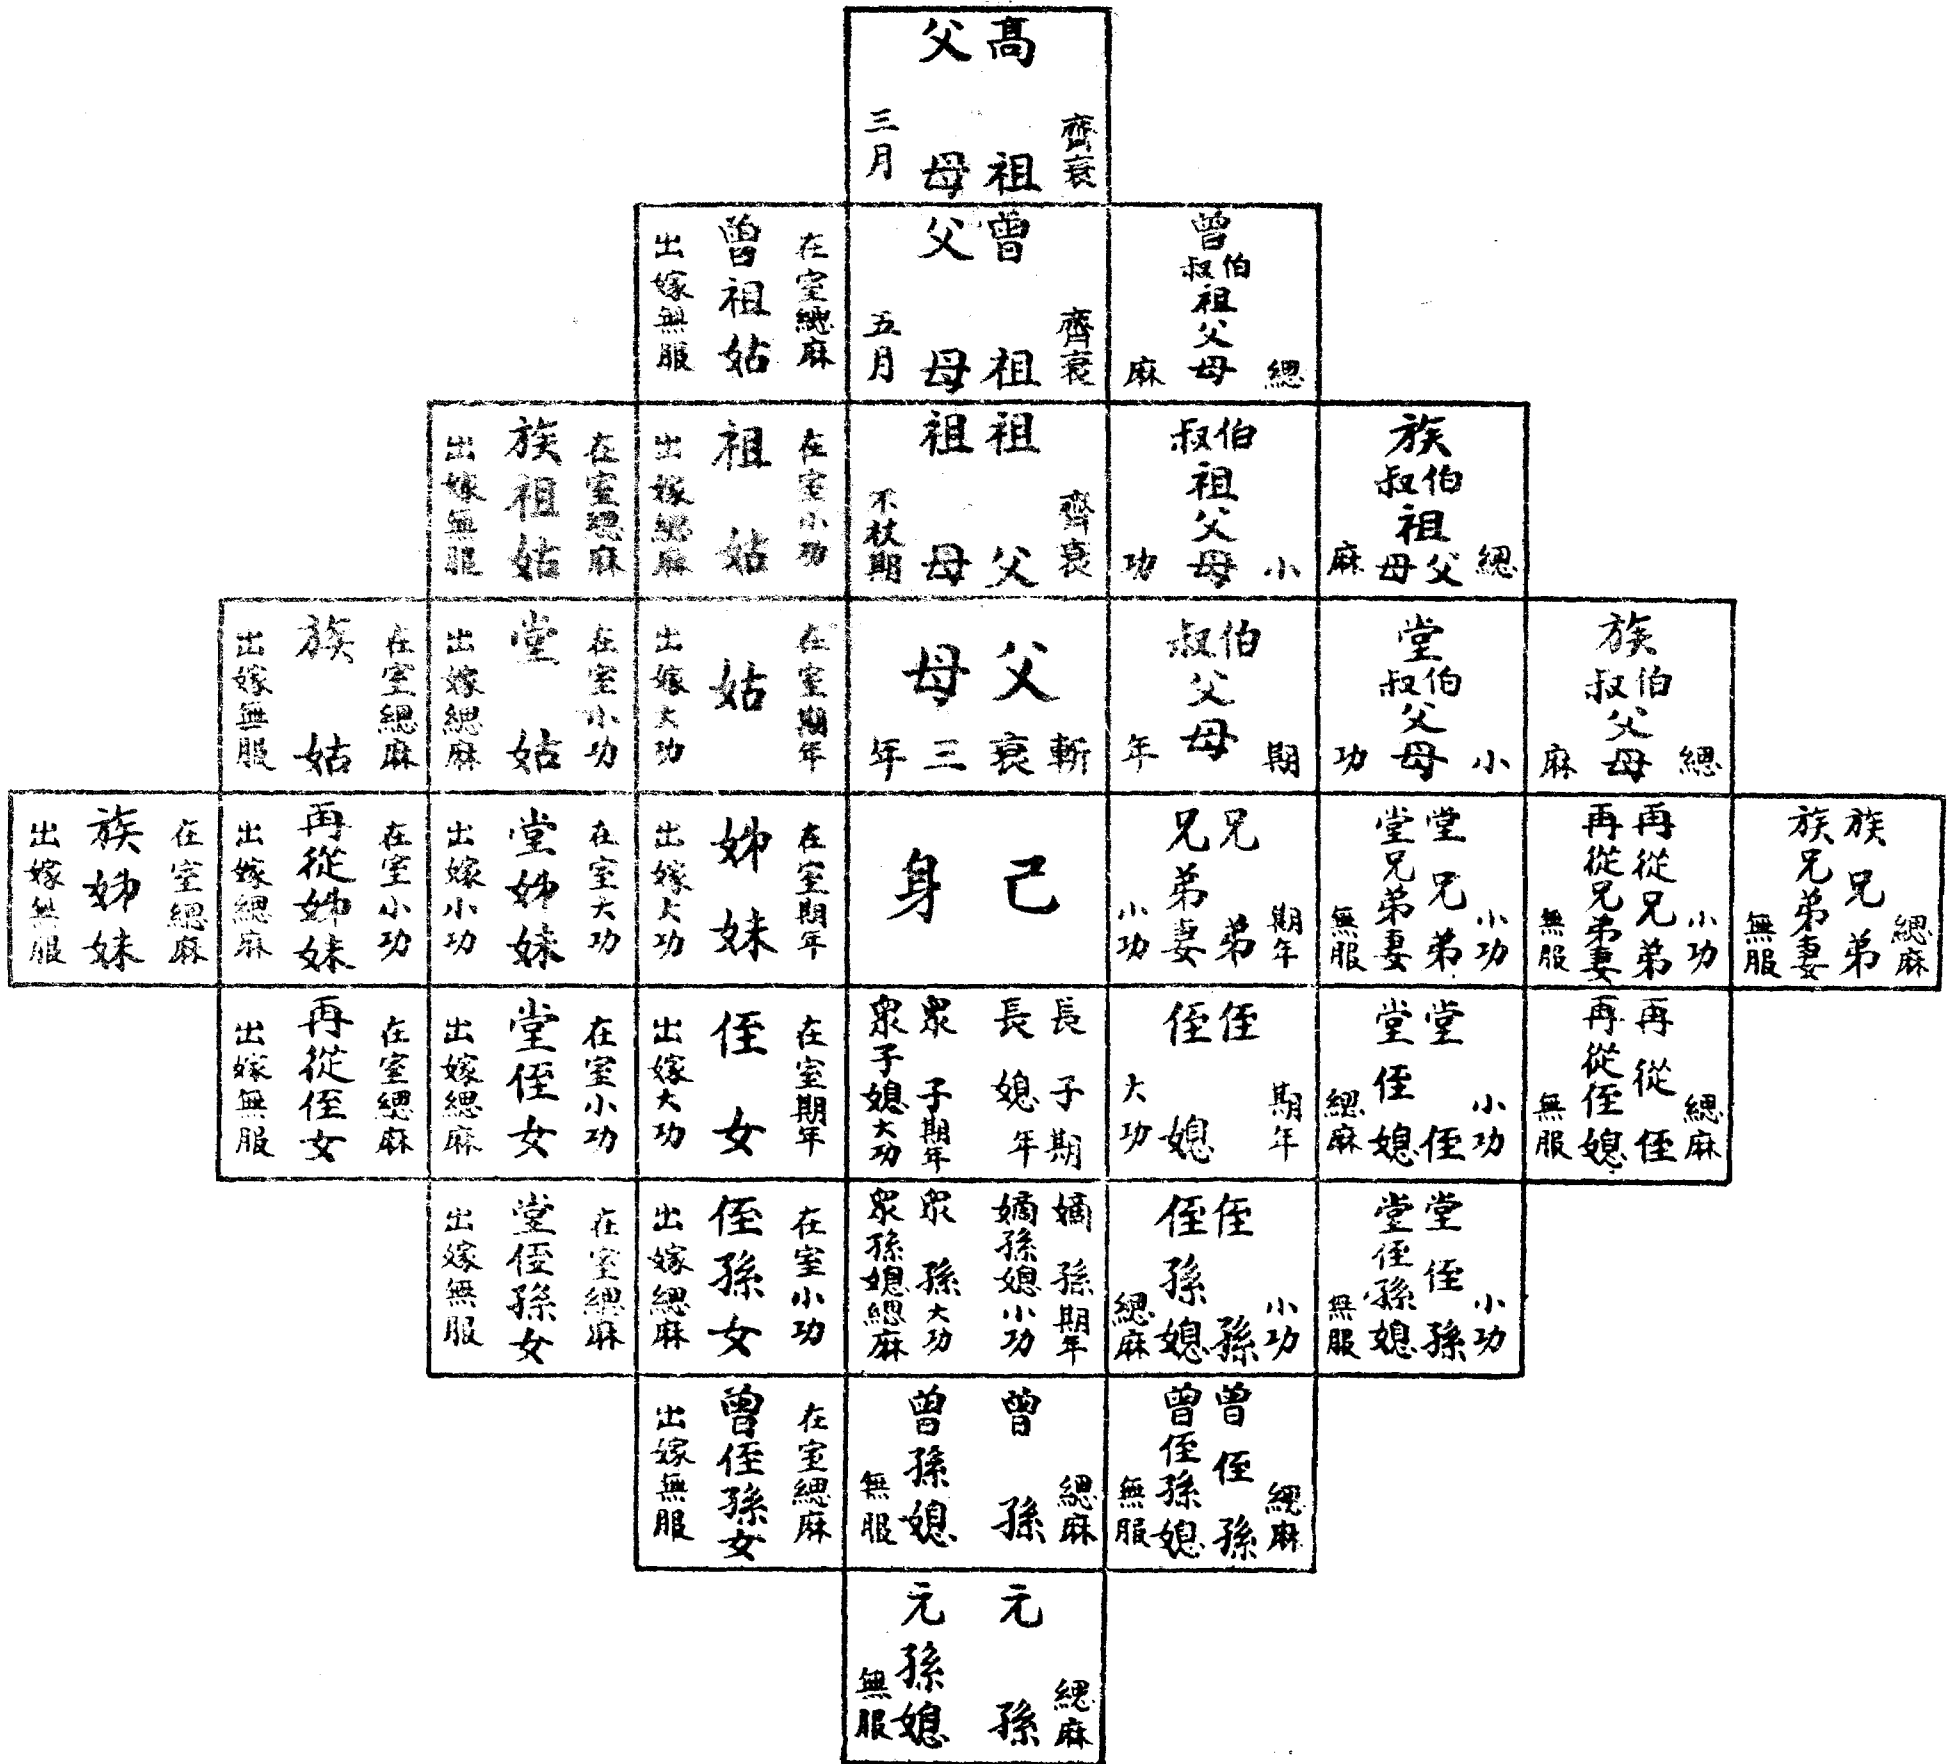 齊衰
高祖
父母
三月
緦
曾伯叔祖父母
麻
齊衰
曾祖
父母
五月
在室緦麻
曾祖姑
出嫁無服
緦
族伯叔祖父母
麻
小
伯叔祖父母
功
齊衰
祖父
祖母
不杖期
在室小功
祖姑
出嫁緦麻
在室緦麻
族祖姑
出嫁無服
緦
族伯叔父母
麻
小
堂伯叔父母
功
期
伯叔父母
年
父母
斬衰三年
在室期年
姑
出嫁大功
在室小功
堂姑
出嫁緦麻
在室緦麻
族姑
出嫁無服
緦麻
族兄弟
族兄弟妻
無服
小功
再從兄弟
再從兄弟妻
無服
小功
堂兄弟
堂兄弟妻
無服
期年
兄弟
兄弟妻
小功
己身
在室期年
姊妹
出嫁大功
在室大功
堂姊妹
出嫁小功
在室小功
再從姊妹
出嫁緦麻
在室緦麻
族姊妹
出嫁無服
緦麻
再從侄
再從侄媳
無服
小功
堂侄
堂侄媳
緦麻
期年
侄
侄媳
大功
長子期
長媳年
眾子期年
眾子媳大功
在室期年
侄女
出嫁大功
在室小功
堂侄女
出嫁緦麻
在室緦麻
再從侄女
出嫁無服
小功
堂侄孫
堂侄孫媳
無服
小功
侄孫
侄孫媳
緦麻
嫡孫期年
嫡孫媳小功
眾孫大功
眾孫媳緦麻
在室小功
侄孫女
出嫁緦麻
在室緦麻
堂侄孫女
出嫁無服
緦麻
曾侄孫
曾侄孫媳
無服
緦麻
曾孫
曾孫媳
無服
在室緦麻
曾侄孫女
出嫁無服
緦麻
元孫
元孫媳
無服